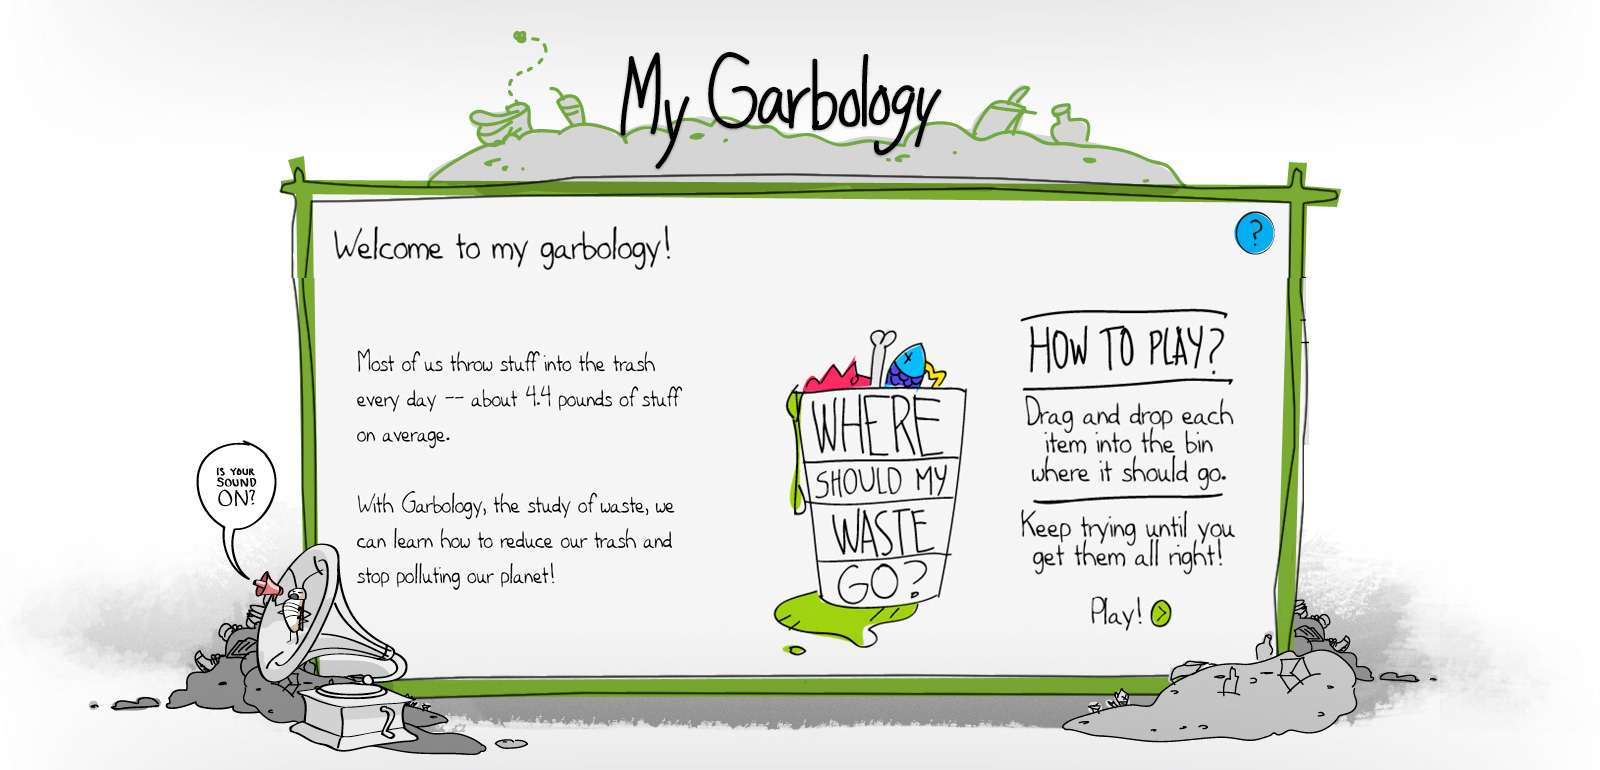 My Garbology
Welcome to my garbology!
?
Most of us throw stuff into the trash
every day -- about 4.4 pounds of stuff
on average.
With Garbology, the study of waste, we
can learn how to reduce our trash and
stop polluting our planet!
IS YOUR
SOUND
ON?
WHERE
SHOULD MY
WASTE
GO?
HOW TO PLAY?
Drag and drop each
item into the bin
where it should go.
Keep trying until you
get them all right!
Play!